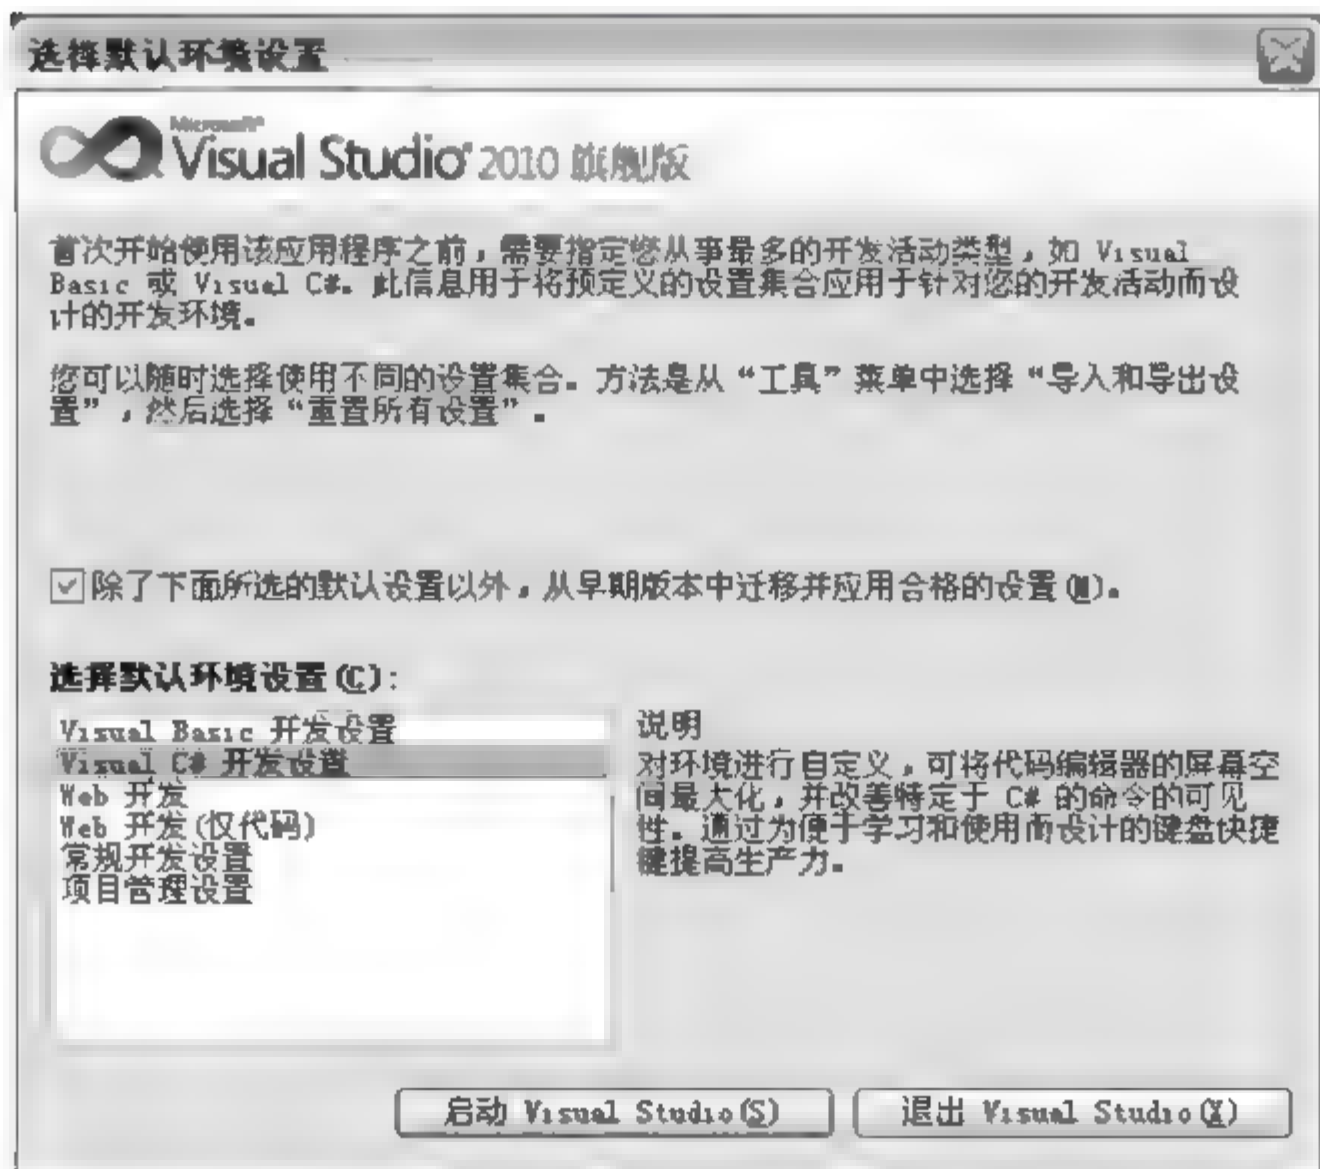 选择默认环境设置
Microsoft®
Visual Studio® 2010 旗舰版
首次开始使用该应用程序之前，需要指定您从事最多的开发活动类型，如 Visual
Basic 或 Visual C#。此信息用于将预定义的设置集合应用于针对您的开发活动而设
计的开发环境。
您可以随时选择使用不同的设置集合。方法是从“工具”菜单中选择“导入和导出设
置”，然后选择“重置所有设置”。
除了下面所选的默认设置以外，从早期版本中迁移并应用合格的设置(M)。
选择默认环境设置(C):
Visual Basic 开发设置
Visual C# 开发设置
Web 开发
Web 开发(仅代码)
常规开发设置
项目管理设置
说明
对环境进行自定义，可将代码编辑器的屏幕空
间最大化，并改善特定于 C# 的命令的可见
性。通过为便于学习和使用而设计的键盘快捷
键提高生产力。
启动 Visual Studio(S)
退出 Visual Studio(X)